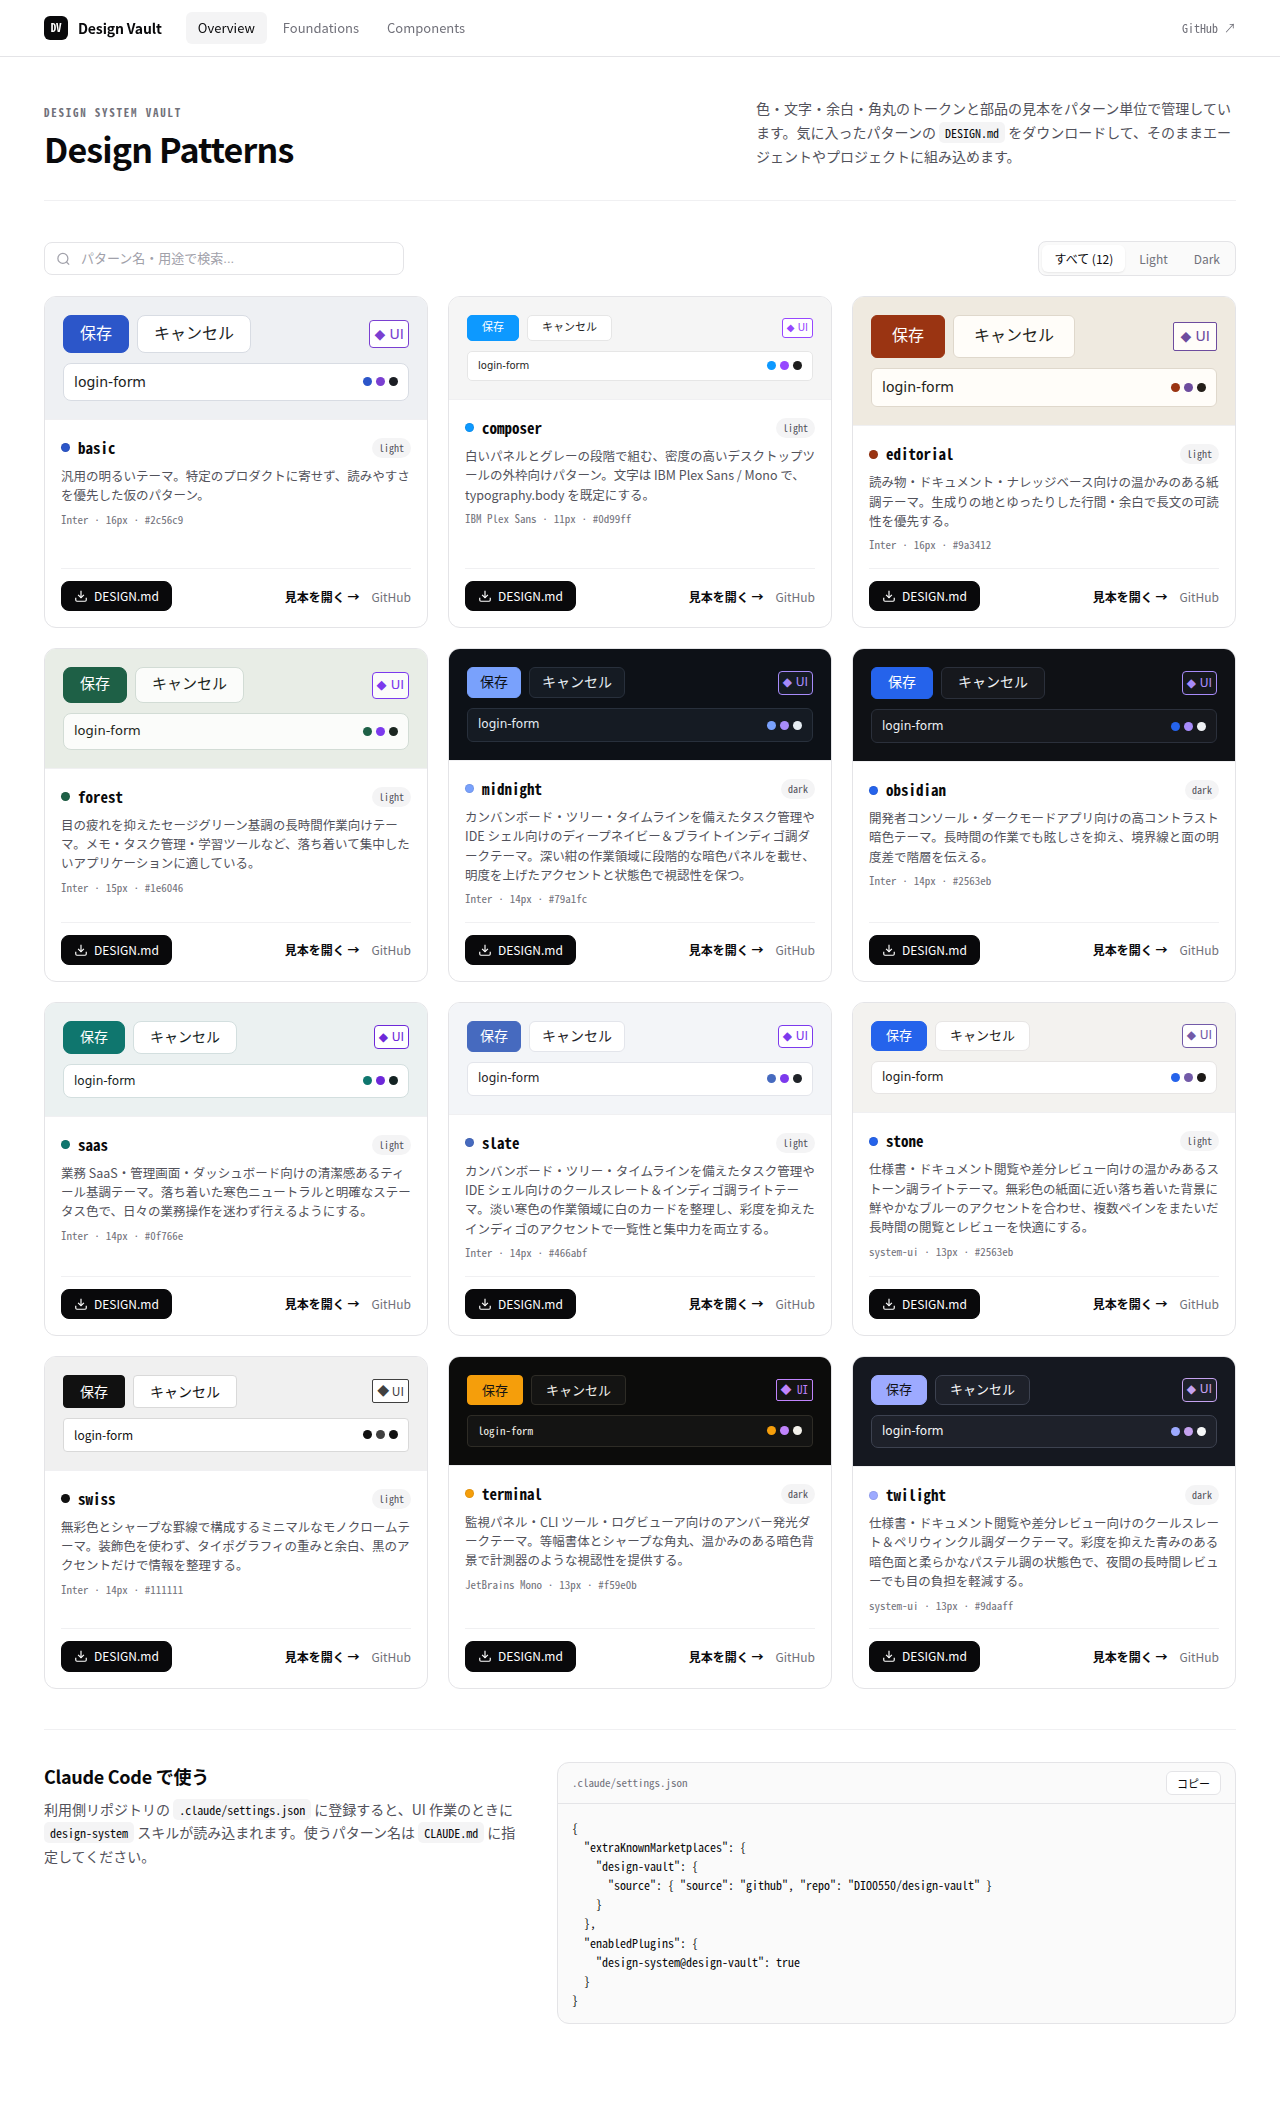 DV Design Vault Overview Foundations Components GitHub ↗
DESIGN SYSTEM VAULT
Design Patterns
色・文字・余白・角丸のトークンと部品の見本をパターン単位で管理してい
ます。気に入ったパターンの DESIGN.md をダウンロードして、そのままエー
ジェントやプロジェクトに組み込めます。
パターン名・用途で検索...
すべて (12) Light Dark
保存 キャンセル ◆ UI
login-form
basic light
汎用の明るいテーマ。特定のプロダクトに寄せず、読みやすさ
を優先した仮のパターン。
Inter · 16px · #2c56c9
DESIGN.md 見本を開く → GitHub
保存 キャンセル ◆ UI
login-form
composer light
白いパネルとグレーの段階で組む、密度の高いデスクトップツ
ールの外枠向けパターン。文字は IBM Plex Sans / Mono で、
typography.body を既定にする。
IBM Plex Sans · 11px · #0d99ff
DESIGN.md 見本を開く → GitHub
保存 キャンセル ◆ UI
login-form
editorial light
読み物・ドキュメント・ナレッジベース向けの温かみのある紙
調テーマ。生成りの地とゆったりした行間・余白で長文の可読
性を優先する。
Inter · 16px · #9a3412
DESIGN.md 見本を開く → GitHub
保存 キャンセル ◆ UI
login-form
forest light
目の疲れを抑えたセージグリーン基調の長時間作業向けテー
マ。メモ・タスク管理・学習ツールなど、落ち着いて集中した
いアプリケーションに適している。
Inter · 15px · #1e6046
DESIGN.md 見本を開く → GitHub
保存 キャンセル ◆ UI
login-form
midnight dark
カンバンボード・ツリー・タイムラインを備えたタスク管理や
IDE シェル向けのディープネイビー＆ブライトインディゴ調ダ
ークテーマ。深い紺の作業領域に段階的な暗色パネルを載せ、
明度を上げたアクセントと状態色で視認性を保つ。
Inter · 14px · #79a1fc
DESIGN.md 見本を開く → GitHub
保存 キャンセル ◆ UI
login-form
obsidian dark
開発者コンソール・ダークモードアプリ向けの高コントラスト
暗色テーマ。長時間の作業でも眩しさを抑え、境界線と面の明
度差で階層を伝える。
Inter · 14px · #2563eb
DESIGN.md 見本を開く → GitHub
保存 キャンセル ◆ UI
login-form
saas light
業務 SaaS・管理画面・ダッシュボード向けの清潔感あるティ
ール基調テーマ。落ち着いた寒色ニュートラルと明確なステー
タス色で、日々の業務操作を迷わず行えるようにする。
Inter · 14px · #0f766e
DESIGN.md 見本を開く → GitHub
保存 キャンセル ◆ UI
login-form
slate light
カンバンボード・ツリー・タイムラインを備えたタスク管理や
IDE シェル向けのクールスレート＆インディゴ調ライトテー
マ。淡い寒色の作業領域に白のカードを整理し、彩度を抑えた
インディゴのアクセントで一覧性と集中力を両立する。
Inter · 14px · #466abf
DESIGN.md 見本を開く → GitHub
保存 キャンセル ◆ UI
login-form
stone light
仕様書・ドキュメント閲覧や差分レビュー向けの温かみあるス
トーン調ライトテーマ。無彩色の紙面に近い落ち着いた背景に
鮮やかなブルーのアクセントを合わせ、複数ペインをまたいだ
長時間の閲覧とレビューを快適にする。
system-ui · 13px · #2563eb
DESIGN.md 見本を開く → GitHub
保存 キャンセル ◆ UI
login-form
swiss light
無彩色とシャープな罫線で構成するミニマルなモノクロームテ
ーマ。装飾色を使わず、タイポグラフィの重みと余白、黒のア
クセントだけで情報を整理する。
Inter · 14px · #111111
DESIGN.md 見本を開く → GitHub
保存 キャンセル ◆ UI
login-form
terminal dark
監視パネル・CLI ツール・ログビューア向けのアンバー発光ダ
ークテーマ。等幅書体とシャープな角丸、温かみのある暗色背
景で計測器のような視認性を提供する。
JetBrains Mono · 13px · #f59e0b
DESIGN.md 見本を開く → GitHub
保存 キャンセル ◆ UI
login-form
twilight dark
仕様書・ドキュメント閲覧や差分レビュー向けのクールスレー
ト＆ペリウィンクル調ダークテーマ。彩度を抑えた青みのある
暗色面と柔らかなパステル調の状態色で、夜間の長時間レビュ
ーでも目の負担を軽減する。
system-ui · 13px · #9daaff
DESIGN.md 見本を開く → GitHub
Claude Code で使う
利用側リポジトリの .claude/settings.json に登録すると、UI 作業のときに
design-system スキルが読み込まれます。使うパターン名は CLAUDE.md に指
定してください。
.claude/settings.json コピー
{
  "extraKnownMarketplaces": {
    "design-vault": {
      "source": { "source": "github", "repo": "DIO0550/design-vault" }
    }
  },
  "enabledPlugins": {
    "design-system@design-vault": true
  }
}